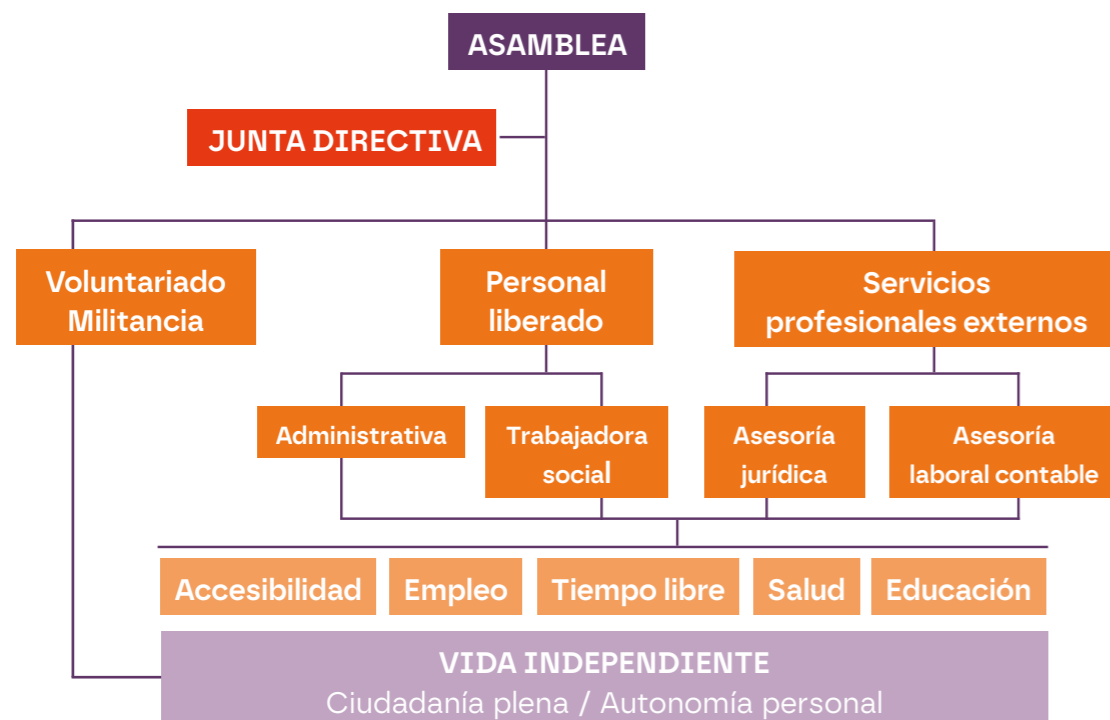 ASAMBLEA
JUNTA DIRECTIVA
Voluntariado
Militancia
Personal
liberado
Servicios
profesionales externos
Administrativa
Trabajadora
social
Asesoría
jurídica
Asesoría
laboral contable
Accesibilidad
Empleo
Tiempo libre
Salud
Educación
VIDA INDEPENDIENTE
Ciudadanía plena / Autonomía personal